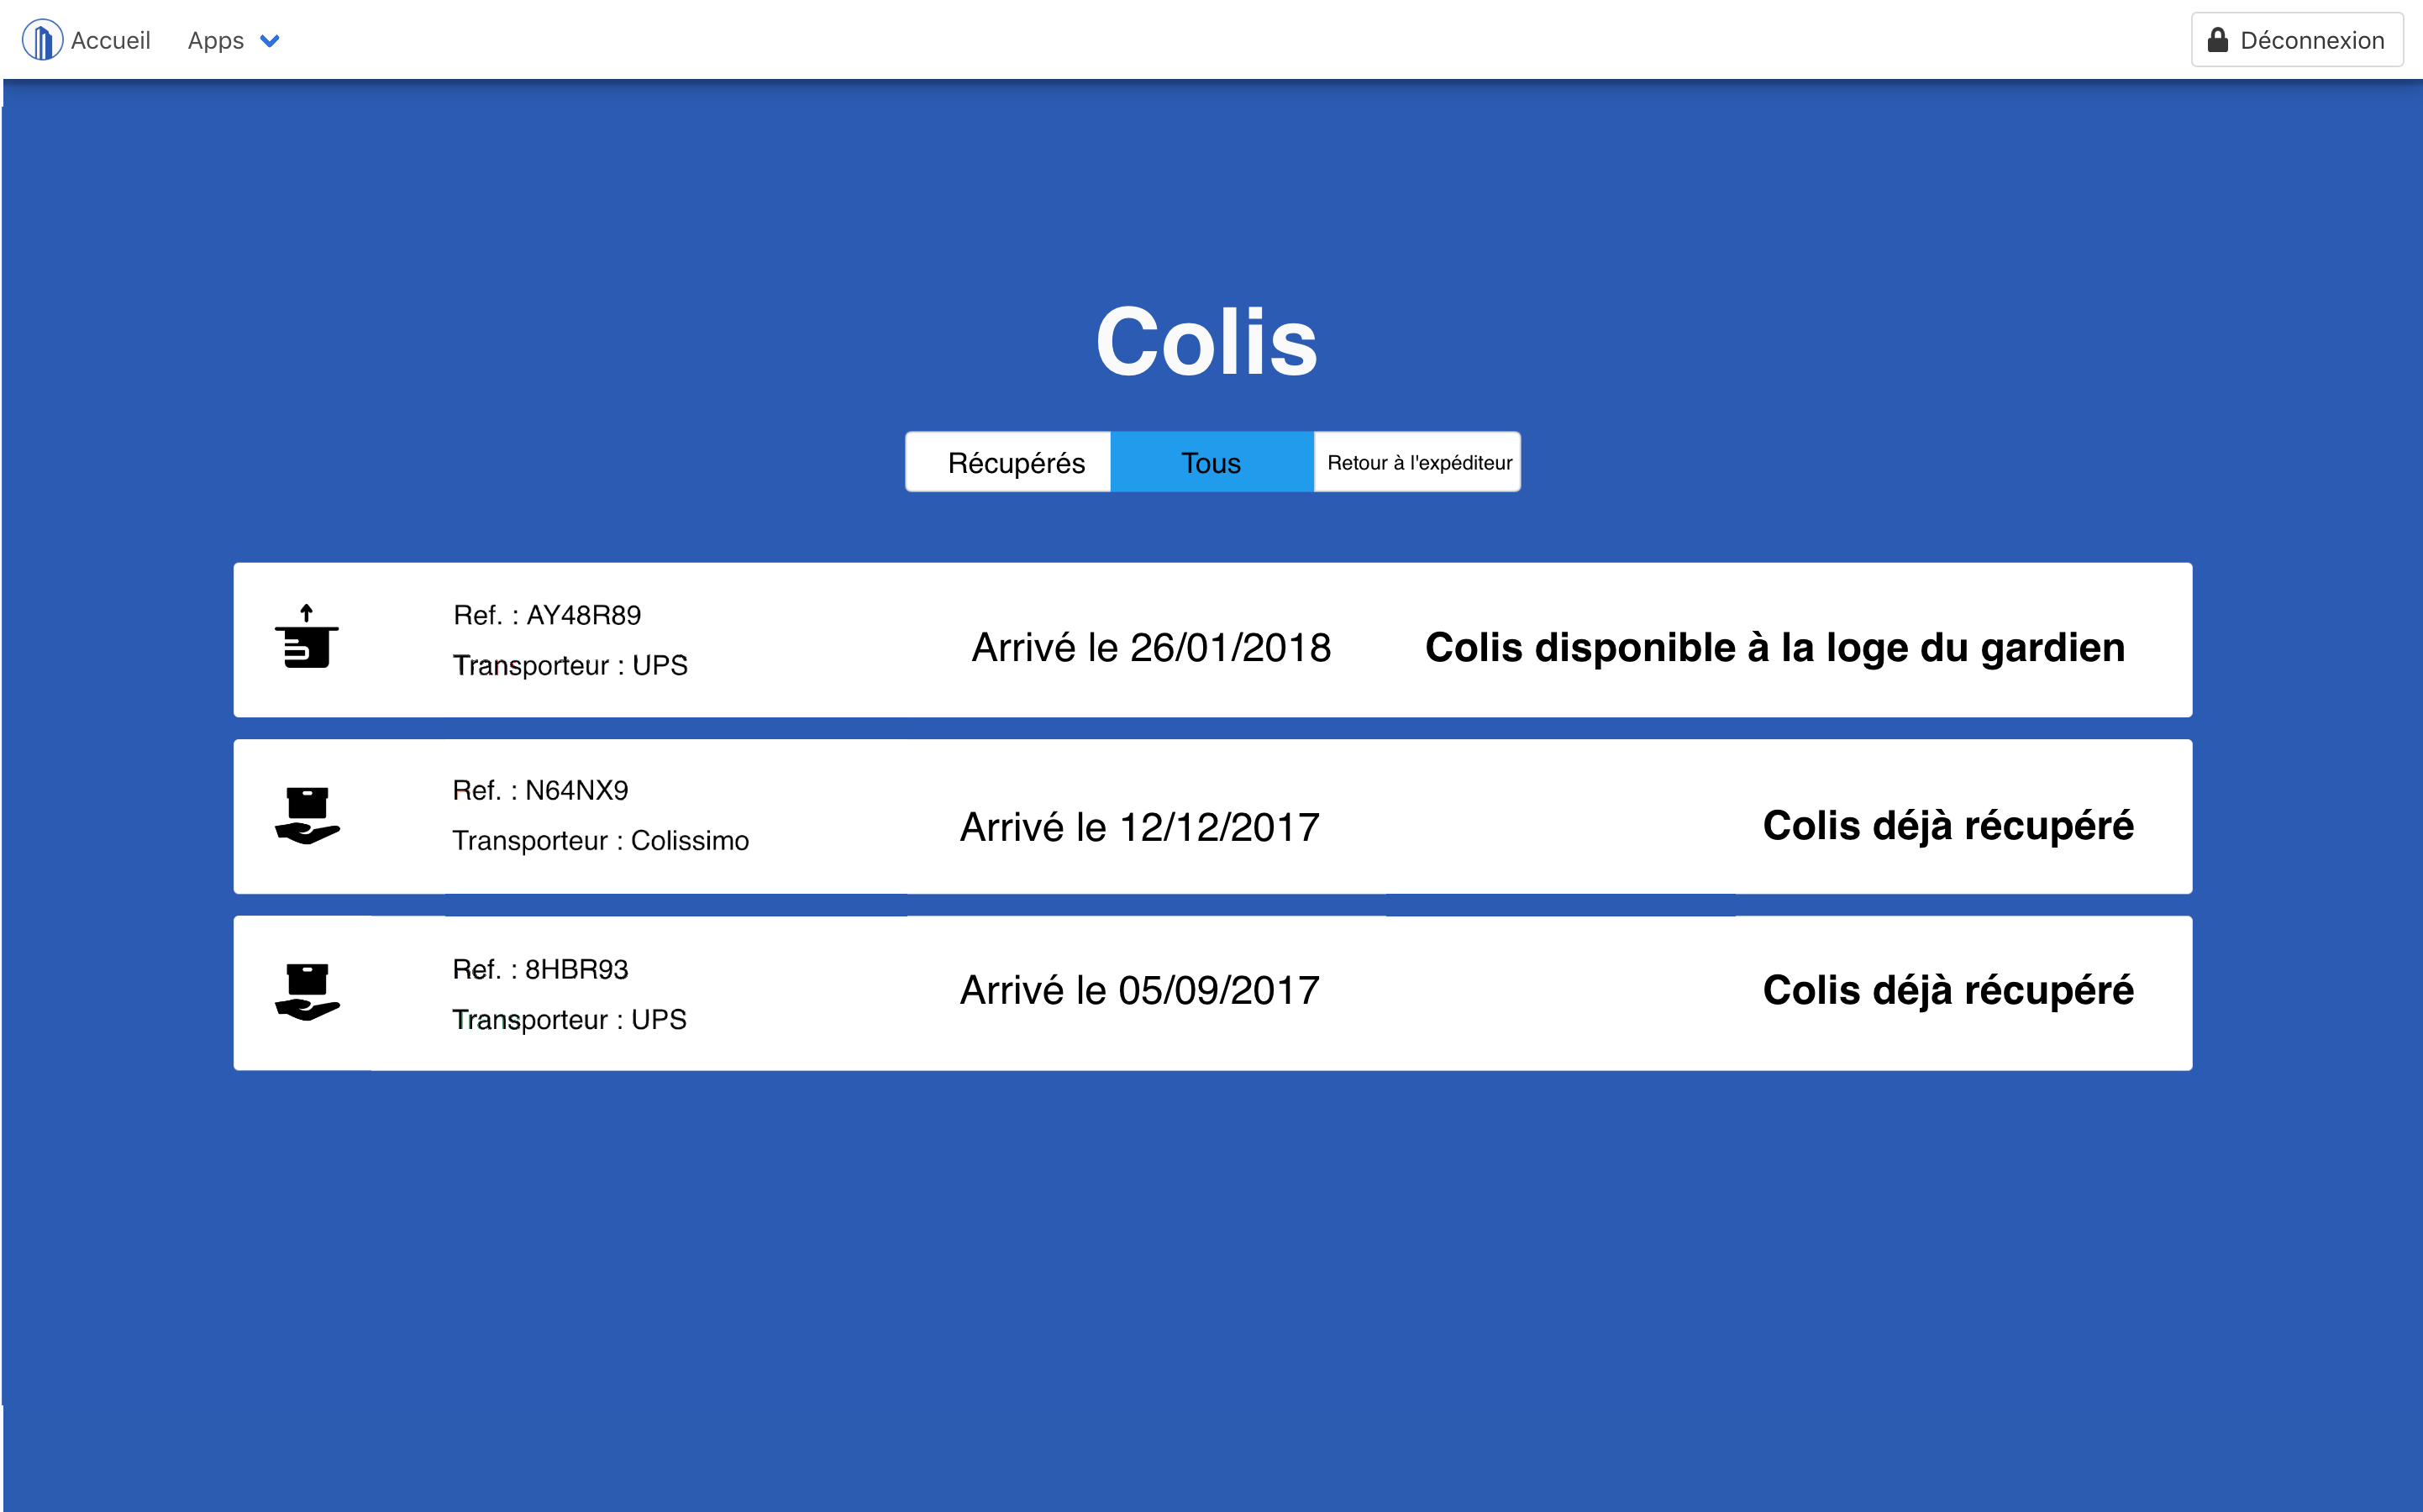 Accueil Apps Déconnexion
Colis
Récupérés Tous Retour à l'expéditeur
Ref. : AY48R89
Transporteur : UPS
Arrivé le 26/01/2018
Colis disponible à la loge du gardien
Ref. : N64NX9
Transporteur : Colissimo
Arrivé le 12/12/2017
Colis déjà récupéré
Ref. : 8HBR93
Transporteur : UPS
Arrivé le 05/09/2017
Colis déjà récupéré